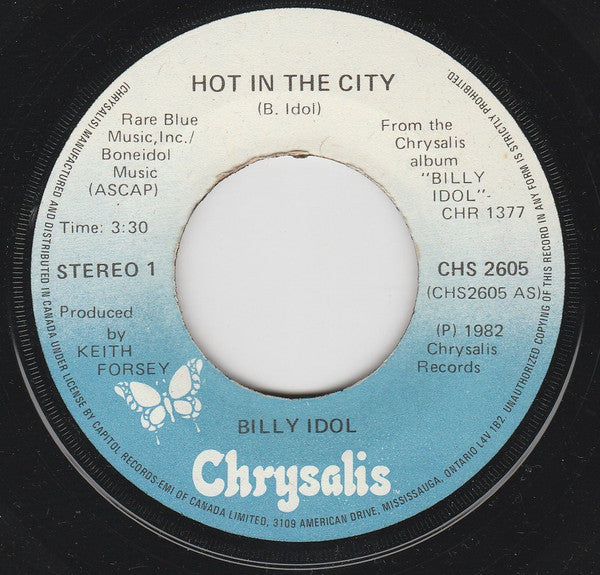 HOT IN THE CITY
(B. Idol)
Rare Blue
Music,Inc./
Boneidol
Music
(ASCAP)
Time: 3:30
STEREO 1
Produced
by
KEITH
FORSEY
From the
Chrysalis
album
"BILLY
IDOL"-
CHR 1377
CHS 2605
(CHS2605 AS)
(P) 1982
Chrysalis
Records
BILLY IDOL
Chrysalis
(CHRYSALIS) MANUFACTURED AND DISTRIBUTED IN CANADA UNDER LICENSE BY CAPITOL RECORDS-EMI OF CANADA LIMITED, 3109 AMERICAN DRIVE, MISSISSAUGA, ONTARIO L4V 1B2. UNAUTHORIZED COPYING OF THIS RECORD IN ANY FORM IS STRICTLY PROHIBITED.